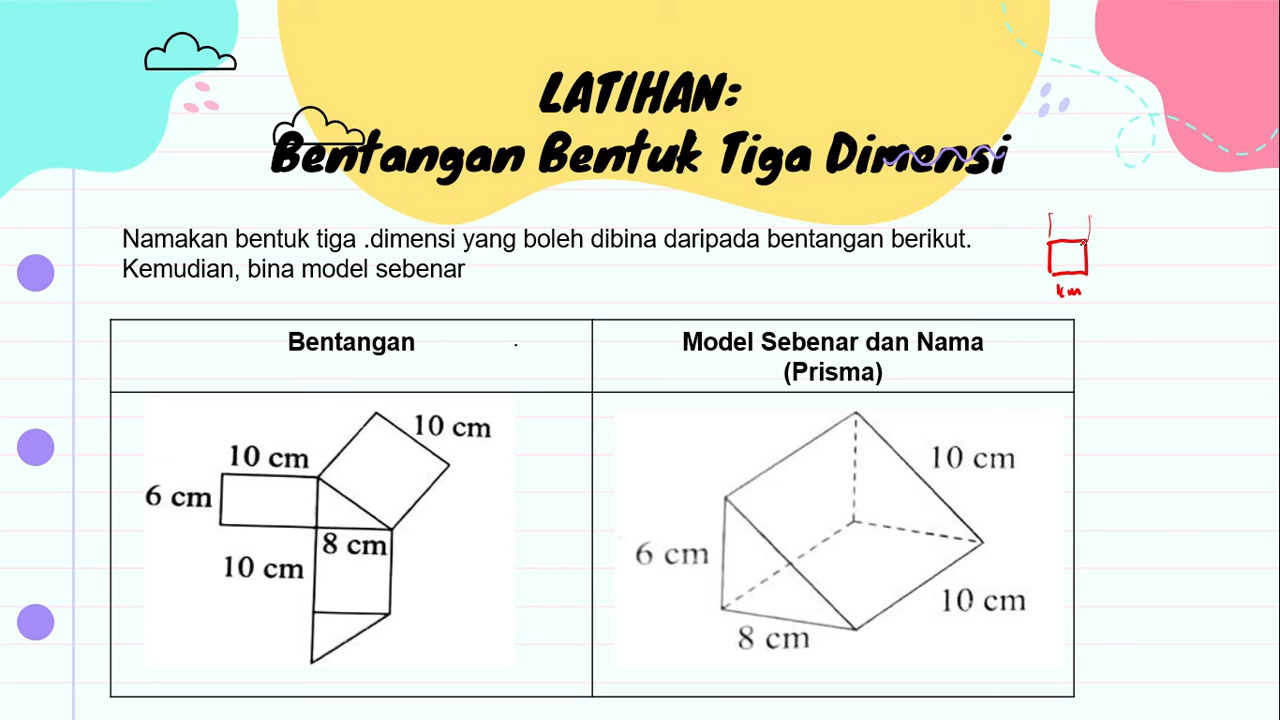 LATIHAN:
Bentangan Bentuk Tiga Dimensi
Namakan bentuk tiga .dimensi yang boleh dibina daripada bentangan berikut.
Kemudian, bina model sebenar
km
Bentangan
Model Sebenar dan Nama
(Prisma)
10 cm
10 cm
6 cm
8 cm
10 cm
10 cm
6 cm
10 cm
8 cm